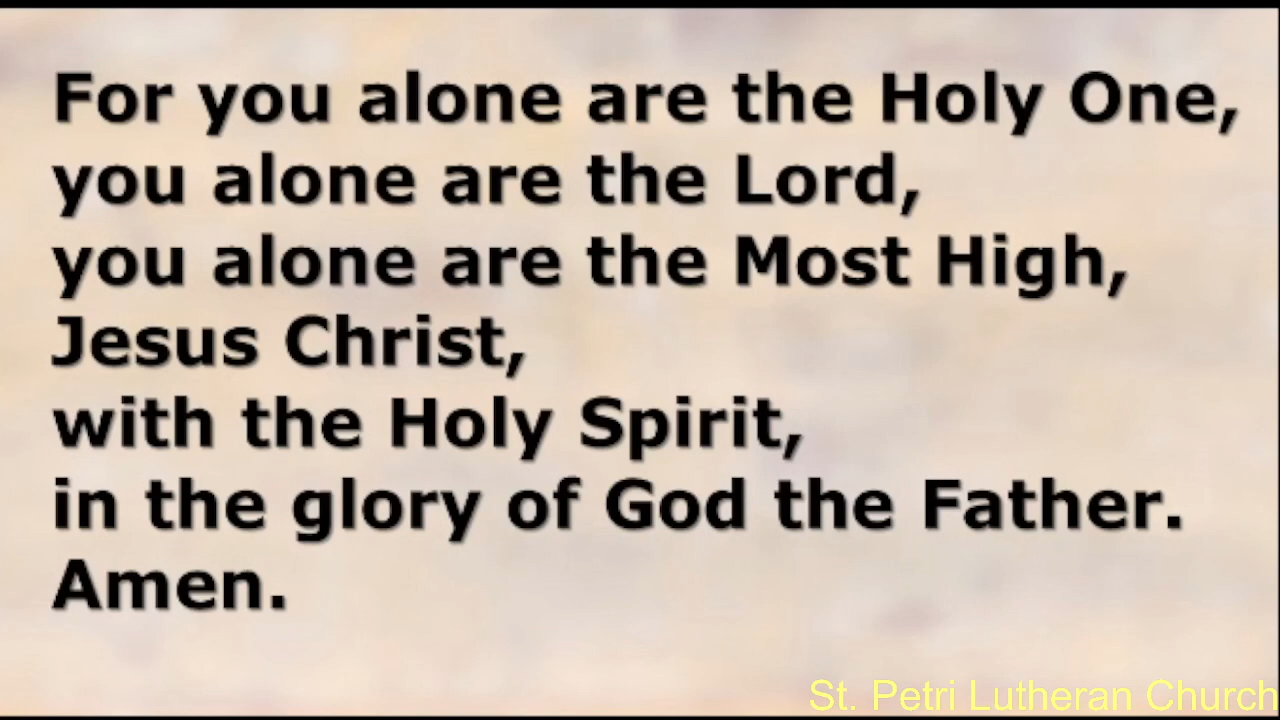 For you alone are the Holy One,
you alone are the Lord,
you alone are the Most High,
Jesus Christ,
with the Holy Spirit,
in the glory of God the Father.
Amen.
St. Petri Lutheran Church